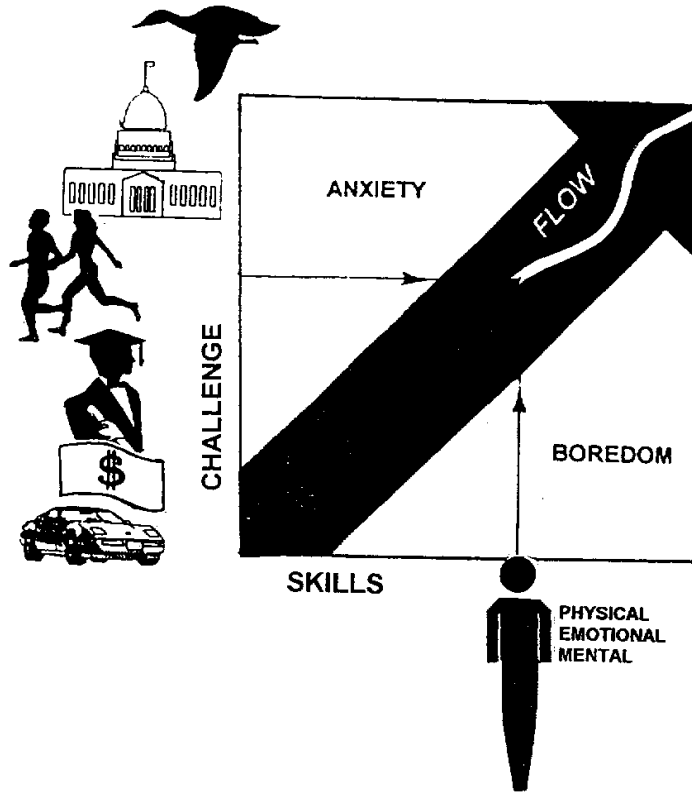 ANXIETY
FLOW
CHALLENGE
$
BOREDOM
SKILLS
PHYSICAL
EMOTIONAL
MENTAL